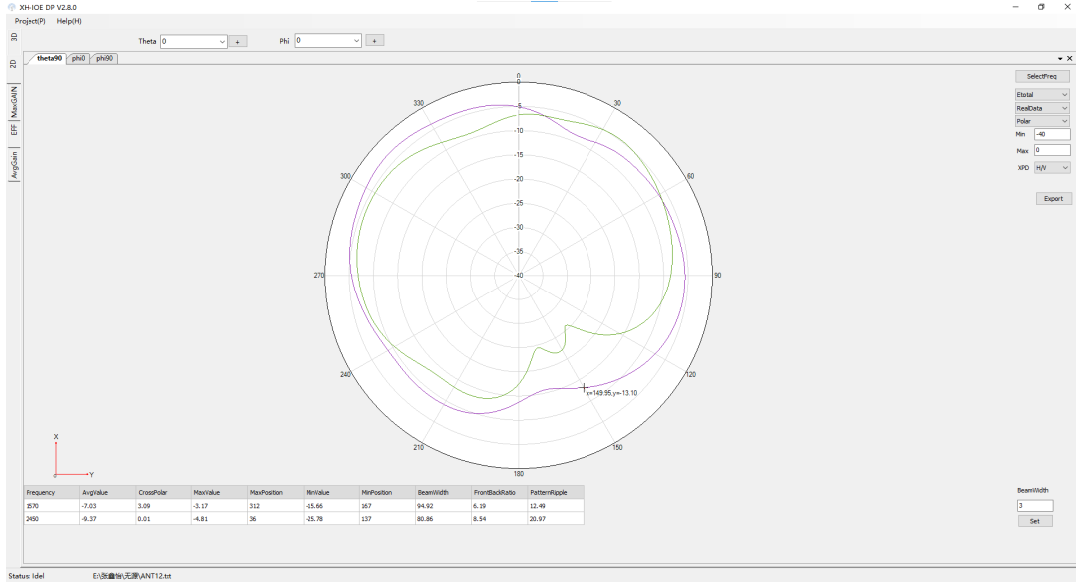 XH-IOE DP V2.8.0
Project(P) Help(H)
Theta 0 + Phi 0 +
3D
2D
MaxGAIN
EFF
AvgGain
theta90 phi0 phi90
SelectFreq
Etotal
RealData
Polar
Min -40
Max 0
XPD H/V
Export
0
0
330 30
-5
-10
-15
300 60
-20
-25
-30
-35
270 -40 90
240 120
x=149.95,y=-13.10
210 150
180
X
Y
Frequency AvgValue CrossPolar MaxValue MaxPosition MinValue MinPosition BeamWidth FrontBackRatio PatternRipple
1570 -7.03 3.09 -3.17 312 -15.66 167 94.92 6.19 12.49
2450 -9.37 0.01 -4.81 36 -25.78 137 80.86 8.54 20.97
BeamWidth
3
Set
Status: Idel E:\张鑫怡\无源\ANT12.txt